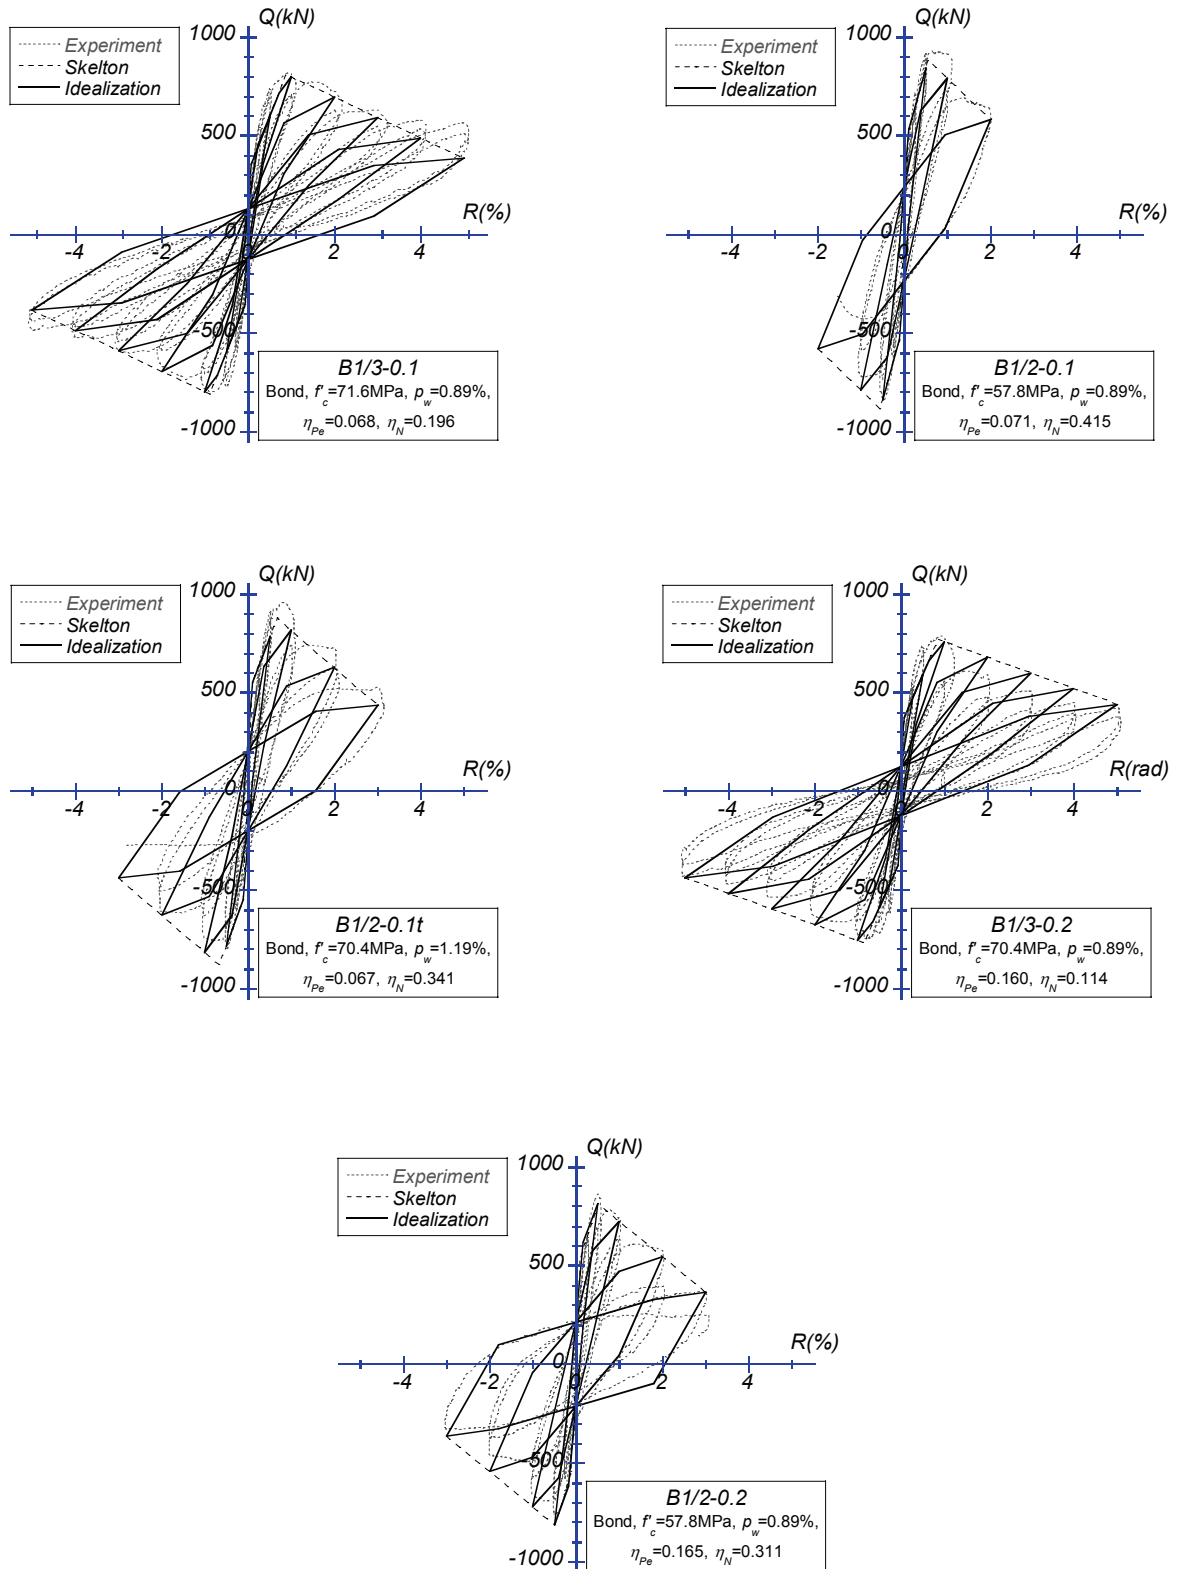 Q(kN)
1000
500
0
-500
-1000
-4
-2
0
2
4
R(%)
Experiment
Skelton
Idealization
B1/3-0.1
Bond, f'c=71.6MPa, pw=0.89%,
ηPe=0.068, ηN=0.196
Q(kN)
1000
500
0
-500
-1000
-4
-2
0
2
4
R(%)
Experiment
Skelton
Idealization
B1/2-0.1
Bond, f'c=57.8MPa, pw=0.89%,
ηPe=0.071, ηN=0.415
Q(kN)
1000
500
0
-500
-1000
-4
-2
0
2
4
R(%)
Experiment
Skelton
Idealization
B1/2-0.1t
Bond, f'c=70.4MPa, pw=1.19%,
ηPe=0.067, ηN=0.341
Q(kN)
1000
500
0
-500
-1000
-4
-2
0
2
4
R(rad)
Experiment
Skelton
Idealization
B1/3-0.2
Bond, f'c=70.4MPa, pw=0.89%,
ηPe=0.160, ηN=0.114
Q(kN)
1000
500
0
-500
-1000
-4
-2
0
2
4
R(%)
Experiment
Skelton
Idealization
B1/2-0.2
Bond, f'c=57.8MPa, pw=0.89%,
ηPe=0.165, ηN=0.311